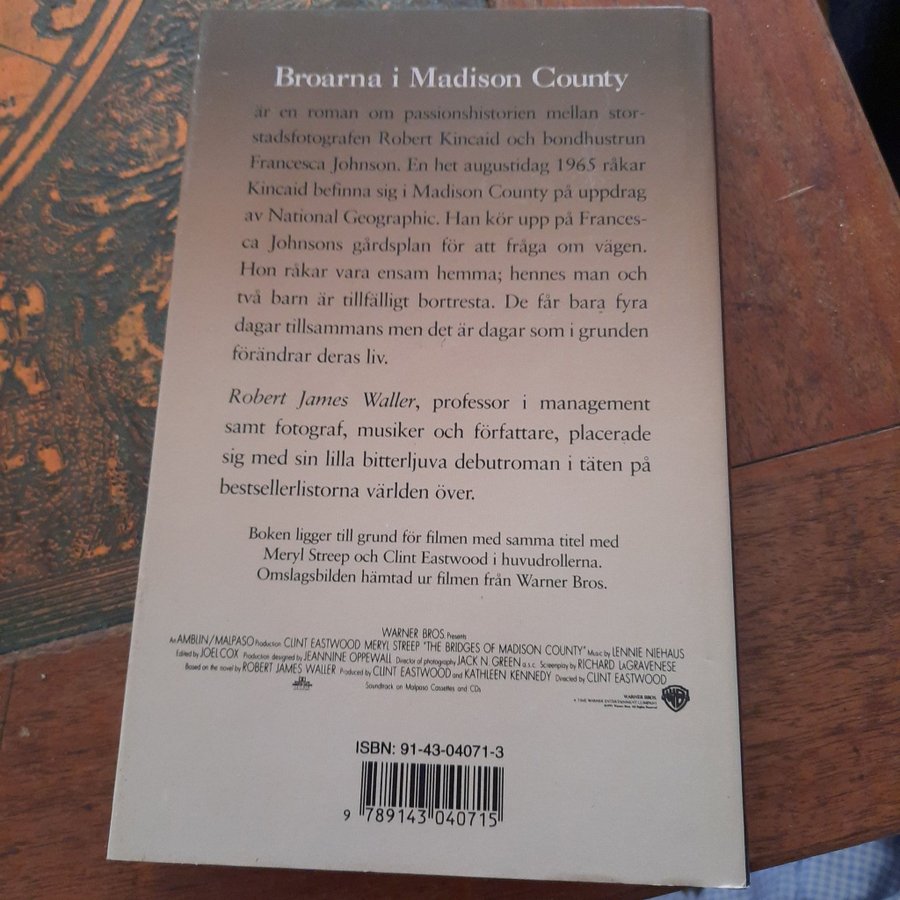 Broarna i Madison County
är en roman om passionshistorien mellan stor-
stadsfotografen Robert Kincaid och bondhustrun
Francesca Johnson. En het augustidag 1965 råkar
Kincaid befinna sig i Madison County på uppdrag
av National Geographic. Han kör upp på Frances-
ca Johnsons gårdsplan för att fråga om vägen.
Hon råkar vara ensam hemma; hennes man och
två barn är tillfälligt bortresta. De får bara fyra
dagar tillsammans men det är dagar som i grunden
förändrar deras liv.
Robert James Waller, professor i management
samt fotograf, musiker och författare, placerade
sig med sin lilla bitterljuva debutroman i täten på
bestsellerlistorna världen över.
Boken ligger till grund för filmen med samma titel med
Meryl Streep och Clint Eastwood i huvudrollerna.
Omslagsbilden hämtad ur filmen från Warner Bros.
WARNER BROS. Presents
An AMBLIN/MALPASO Production CLINT EASTWOOD MERYL STREEP "THE BRIDGES OF MADISON COUNTY" Music by LENNIE NIEHAUS
Edited by JOEL COX Production designed by JEANNINE OPPEWALL Director of photography JACK N. GREEN a.s.c. Screenplay by RICHARD LaGRAVENESE
Based on the novel by ROBERT JAMES WALLER Produced by CLINT EASTWOOD and KATHLEEN KENNEDY Directed by CLINT EASTWOOD
Soundtrack on Malpaso Cassettes and CDs
WARNER BROS.
A TIME WARNER ENTERTAINMENT COMPANY
ISBN: 91-43-04071-3
9 789143 040715